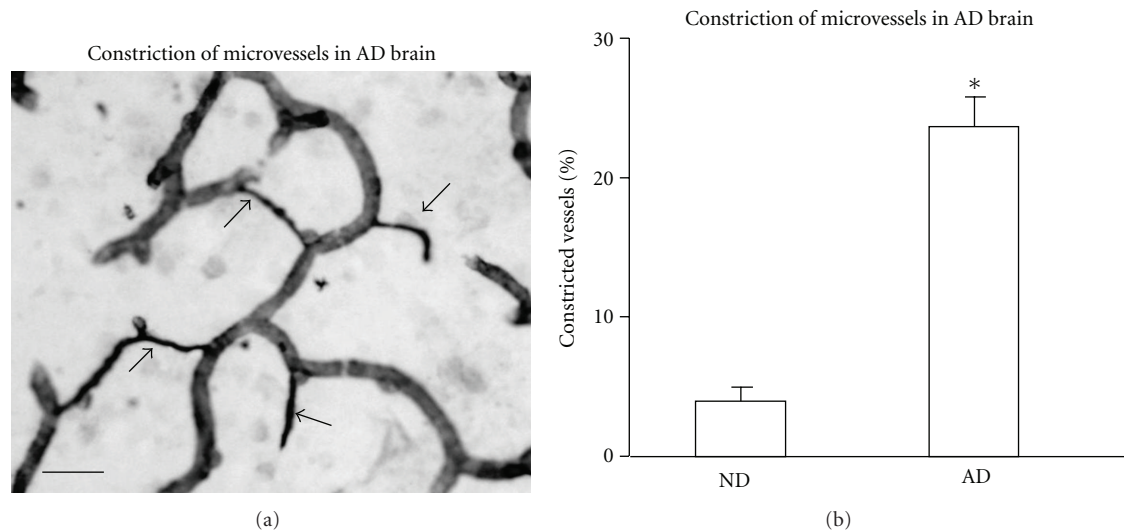 Constriction of microvessels in AD brain
(a)
Constriction of microvessels in AD brain
30
20
10
0
Constricted vessels (%)
*
ND
AD
(b)